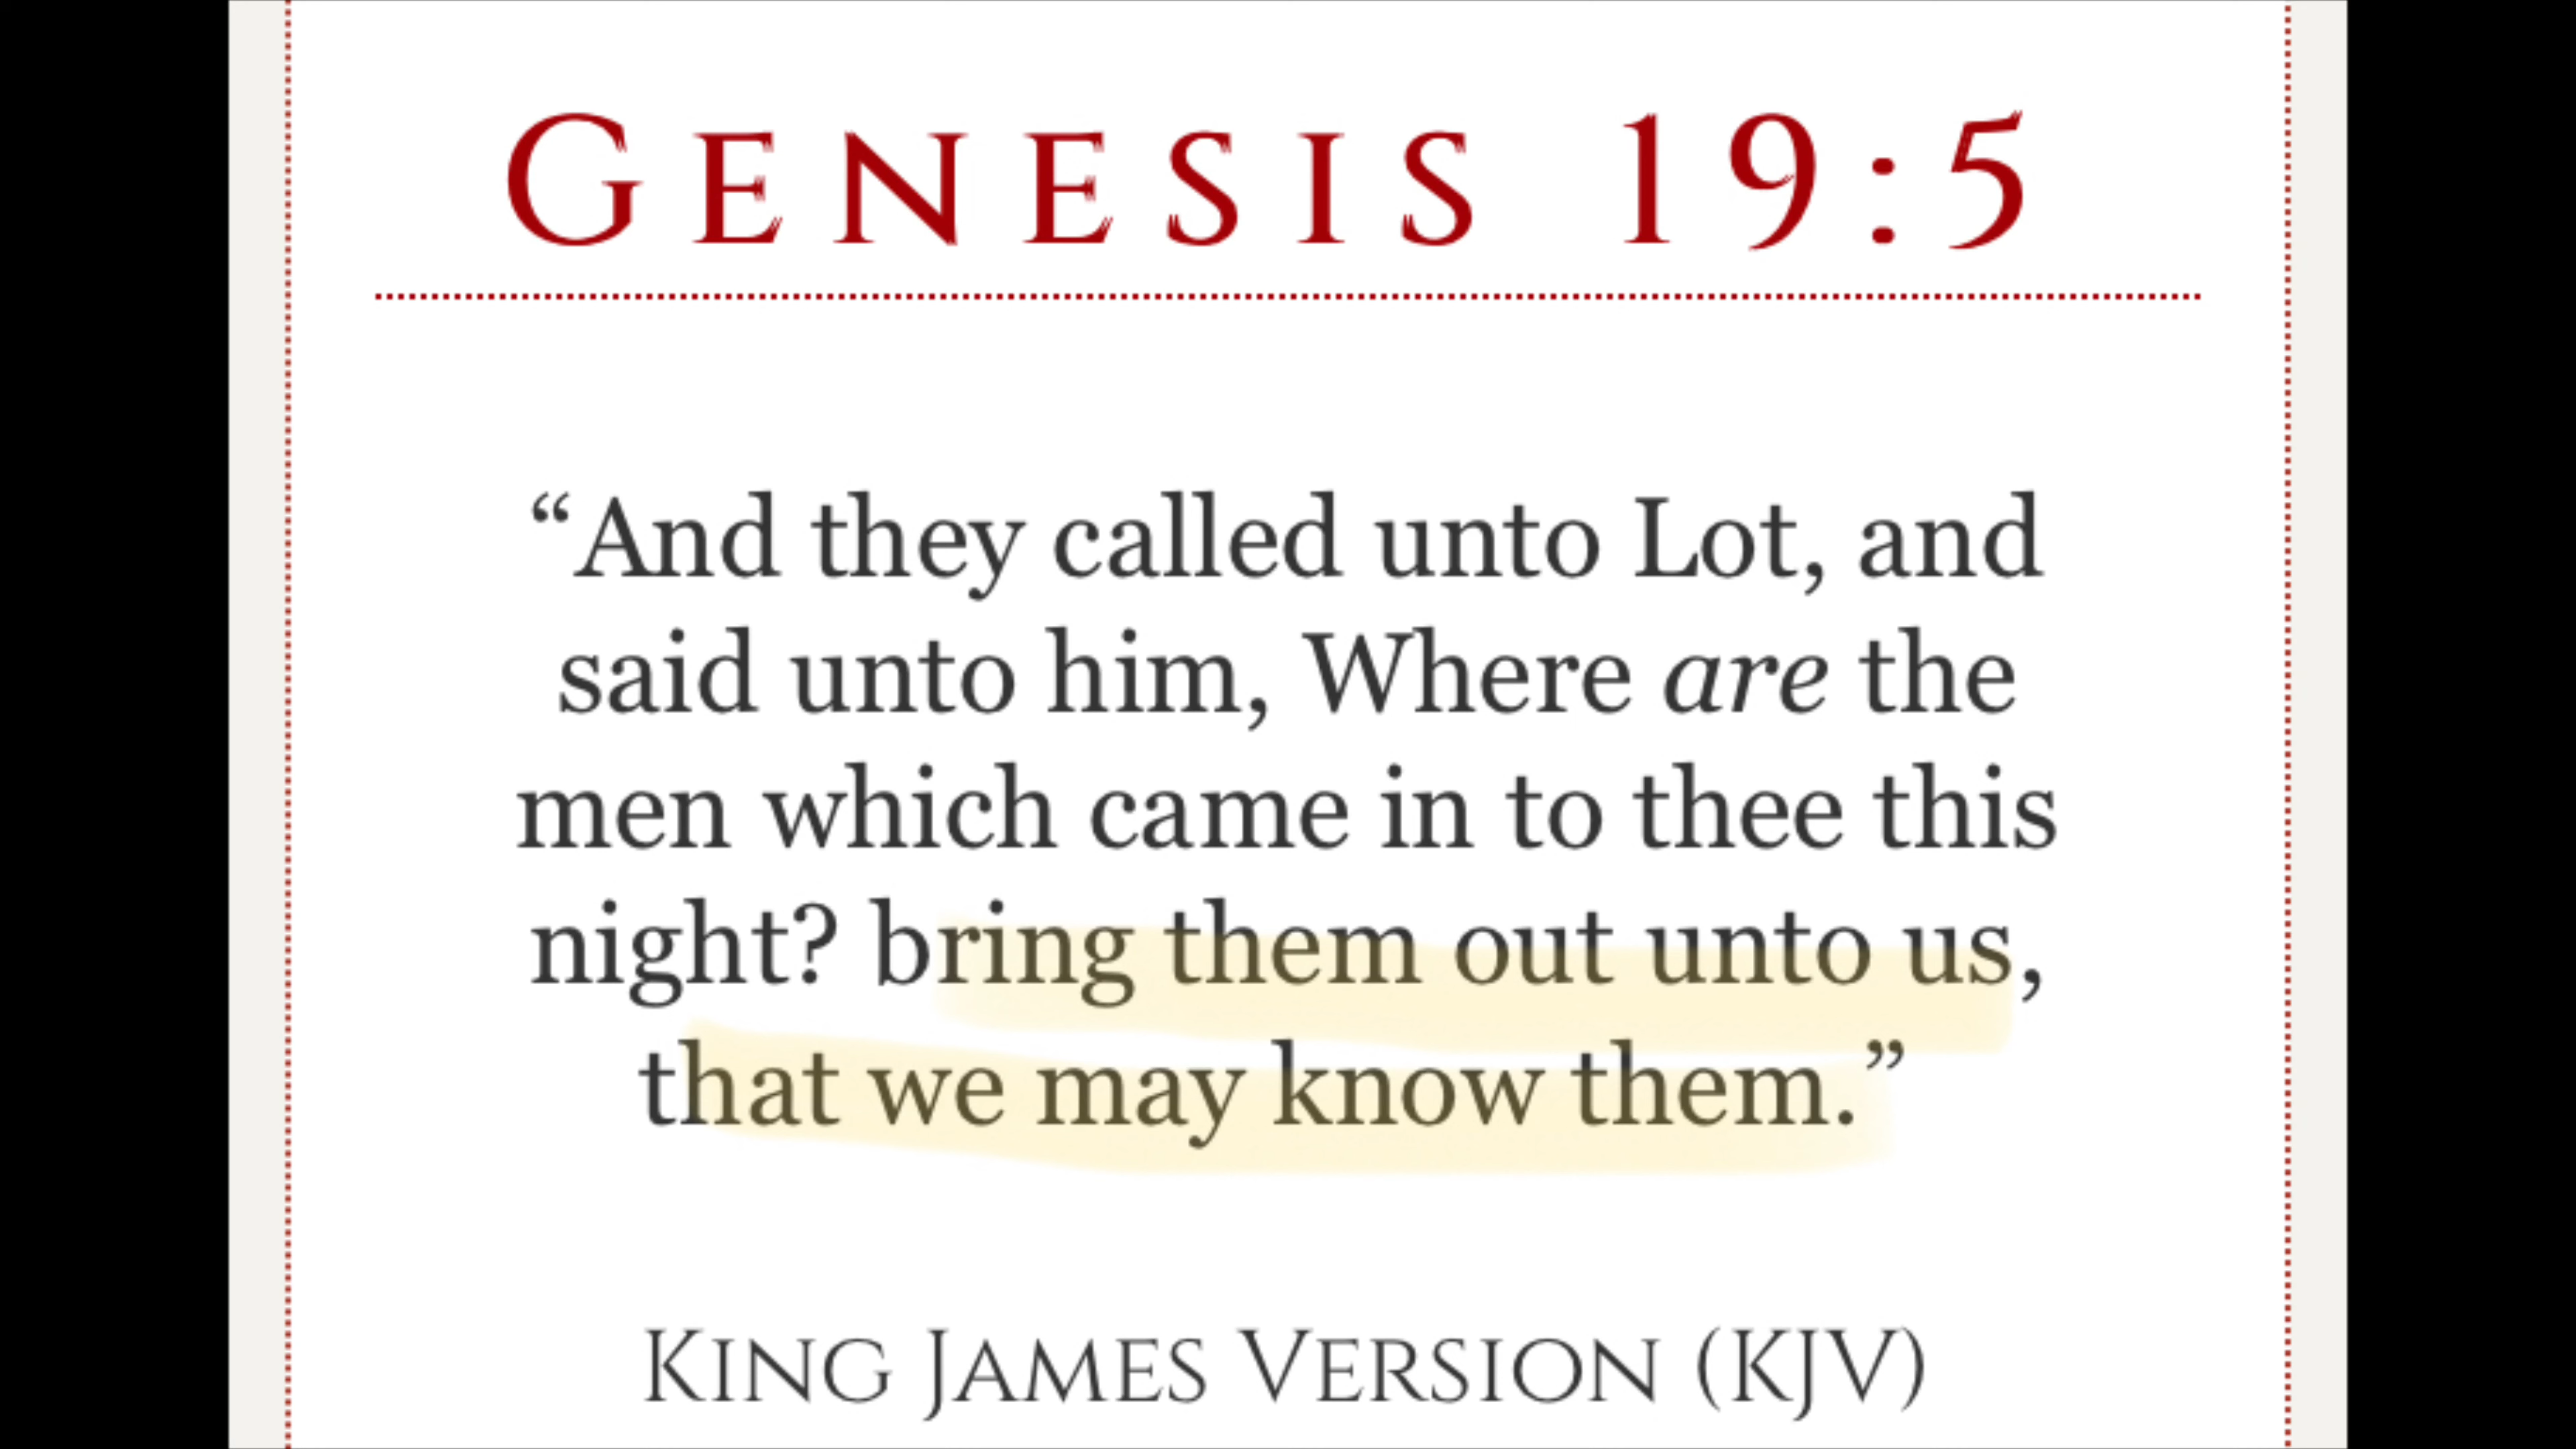 GENESIS 19:5
“And they called unto Lot, and
said unto him, Where are the
men which came in to thee this
night? bring them out unto us,
that we may know them.”
KING JAMES VERSION (KJV)